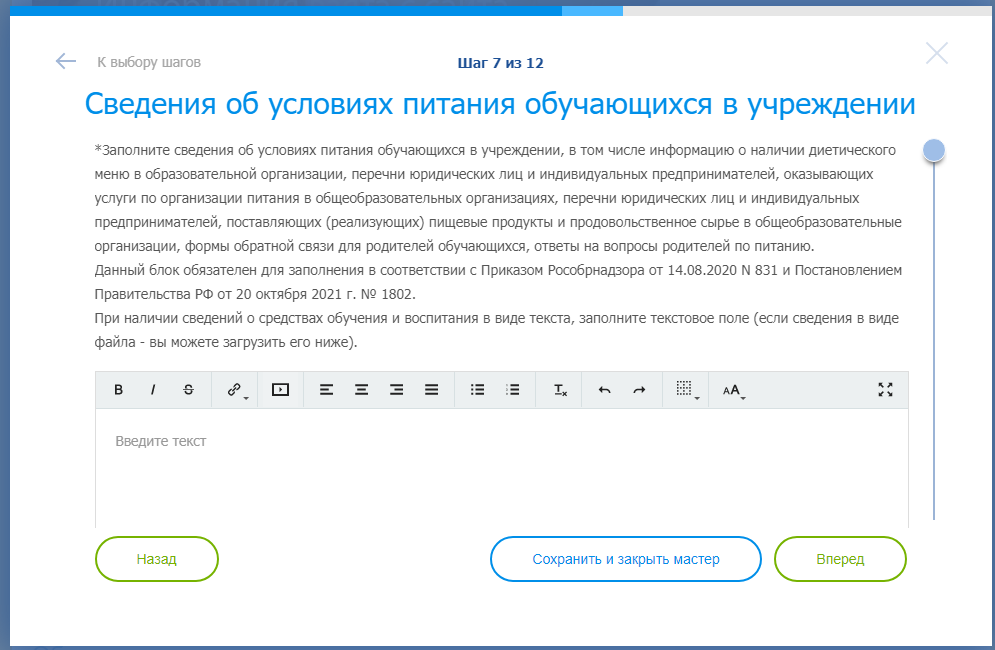 К выбору шагов
Шаг 7 из 12
Сведения об условиях питания обучающихся в учреждении
*Заполните сведения об условиях питания обучающихся в учреждении, в том числе информацию о наличии диетического
меню в образовательной организации, перечни юридических лиц и индивидуальных предпринимателей, оказывающих
услуги по организации питания в общеобразовательных организациях, перечни юридических лиц и индивидуальных
предпринимателей, поставляющих (реализующих) пищевые продукты и продовольственное сырье в общеобразовательные
организации, формы обратной связи для родителей обучающихся, ответы на вопросы родителей по питанию.
Данный блок обязателен для заполнения в соответствии с Приказом Рособрнадзора от 14.08.2020 N 831 и Постановлением
Правительства РФ от 20 октября 2021 г. № 1802.
При наличии сведений о средствах обучения и воспитания в виде текста, заполните текстовое поле (если сведения в виде
файла - вы можете загрузить его ниже).
Введите текст
Назад
Сохранить и закрыть мастер
Вперед